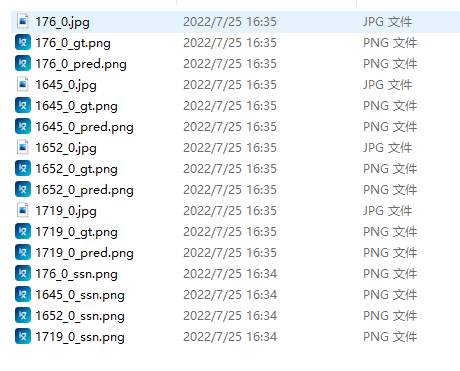 176_0.jpg 2022/7/25 16:35 JPG 文件
176_0_gt.png 2022/7/25 16:35 PNG 文件
176_0_pred.png 2022/7/25 16:35 PNG 文件
1645_0.jpg 2022/7/25 16:35 JPG 文件
1645_0_gt.png 2022/7/25 16:35 PNG 文件
1645_0_pred.png 2022/7/25 16:35 PNG 文件
1652_0.jpg 2022/7/25 16:35 JPG 文件
1652_0_gt.png 2022/7/25 16:35 PNG 文件
1652_0_pred.png 2022/7/25 16:35 PNG 文件
1719_0.jpg 2022/7/25 16:35 JPG 文件
1719_0_gt.png 2022/7/25 16:35 PNG 文件
1719_0_pred.png 2022/7/25 16:35 PNG 文件
176_0_ssn.png 2022/7/25 16:34 PNG 文件
1645_0_ssn.png 2022/7/25 16:34 PNG 文件
1652_0_ssn.png 2022/7/25 16:34 PNG 文件
1719_0_ssn.png 2022/7/25 16:34 PNG 文件